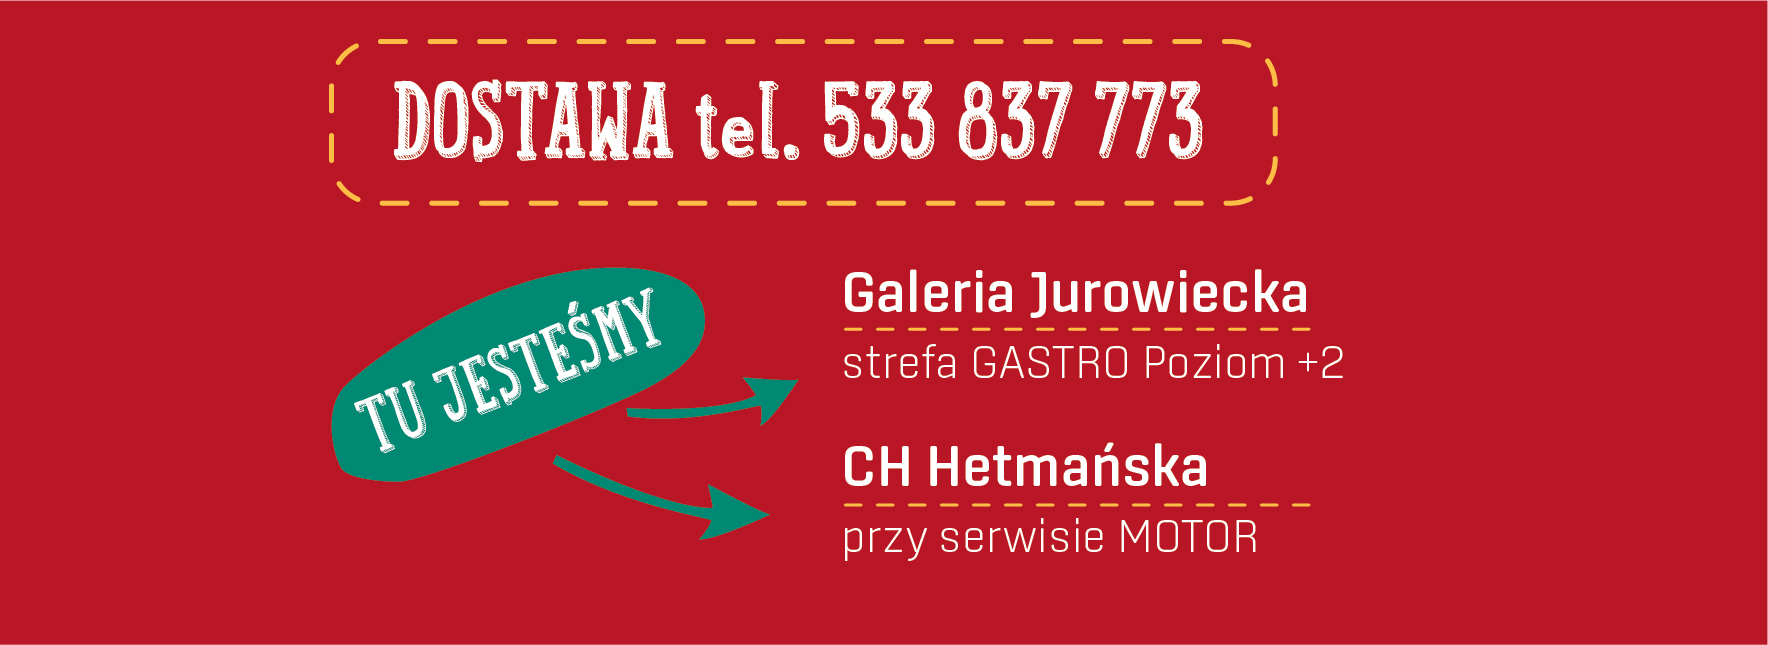 DOSTAWA tel. 533 837 773
TU JESTEŚMY
Galeria Jurowiecka
strefa GASTRO Poziom +2
CH Hetmańska
przy serwisie MOTOR